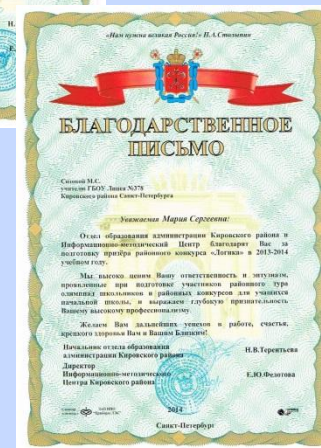 Н.
«Нам нужна великая Россия!» П.А.Столыпин
БЛАГОДАРСТВЕННОЕ
ПИСЬМО
М.С.
учителю ГБОУ Лицея №378
Кировского района Санкт-Петербурга
Уважаемая Мария Сергеевна!
Отдел образования администрации Кировского района и
Информационно-методический Центр благодарят Вас за
подготовку призёра районного конкурса «Логика» в 2013-2014
учебном году.
Мы высоко ценим Вашу ответственность и энтузиазм,
проявленные при подготовке участников районного тура
олимпиад школьников и районных конкурсов для учащихся
начальной школы, и выражаем глубокую признательность
Вашему высокому профессионализму.
Желаем Вам дальнейших успехов в работе, счастья,
крепкого здоровья Вам и Вашим Близким!
Начальник отдела образования
администрации Кировского района
Н.В.Терентьева
Директор
Информационно-методического
Центра Кировского района
Е.Ю.Федотова
2014
Санкт-Петербург